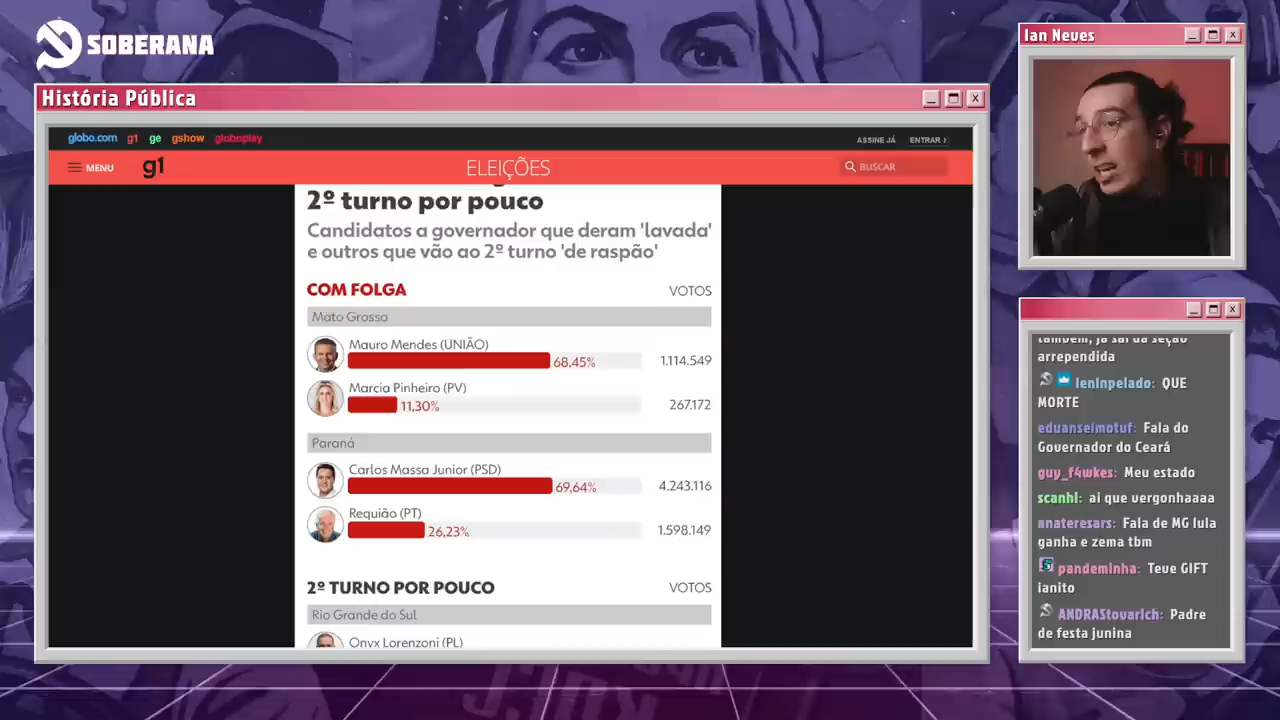 SOBERANA
História Pública
globo.com g1 ge gshow globoplay
ASSINE JÁ ENTRAR ›
MENU g1 ELEIÇÕES BUSCAR
2º turno por pouco
Candidatos a governador que deram 'lavada'
e outros que vão ao 2º turno 'de raspão'
COM FOLGA VOTOS
Mato Grosso
Mauro Mendes (UNIÃO)
68,45% 1.114.549
Marcia Pinheiro (PV)
11,30% 267.172
Paraná
Carlos Massa Junior (PSD)
69,64% 4.243.116
Requião (PT)
26,23% 1.598.149
2º TURNO POR POUCO VOTOS
Rio Grande do Sul
Onyx Lorenzoni (PL)
Ian Neves
também, já saí da seção
arrependida
leninpelado: QUE
MORTE
eduanselmotuf: Fala do
Governador do Ceará
guy_f4wkes: Meu estado
scanhl: ai que vergonhaaaa
anateresars: Fala de MG lula
ganha e zema tbm
pandeminha: Teve GIFT
ianito
ANDRAStovarich: Padre
de festa junina